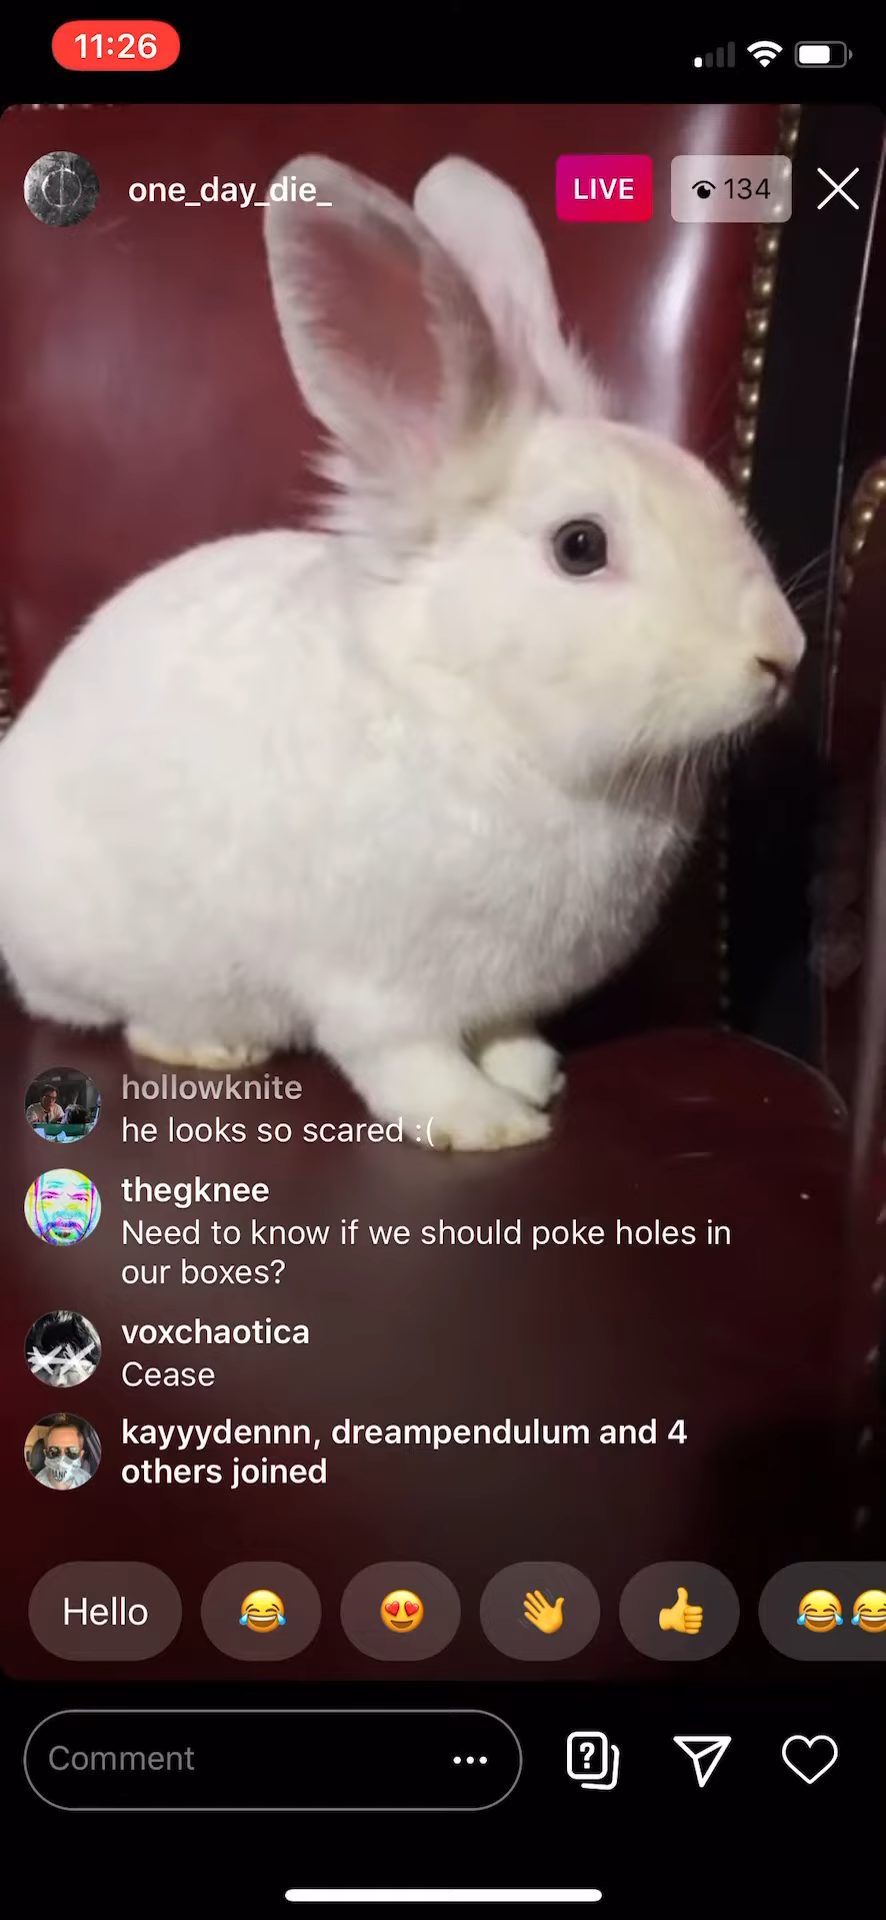 11:26
one_day_die_
LIVE
134
hollowknite
he looks so scared :(
thegknee
Need to know if we should poke holes in
our boxes?
voxchaotica
Cease
kayyydennn, dreampendulum and 4
others joined
Hello
Comment